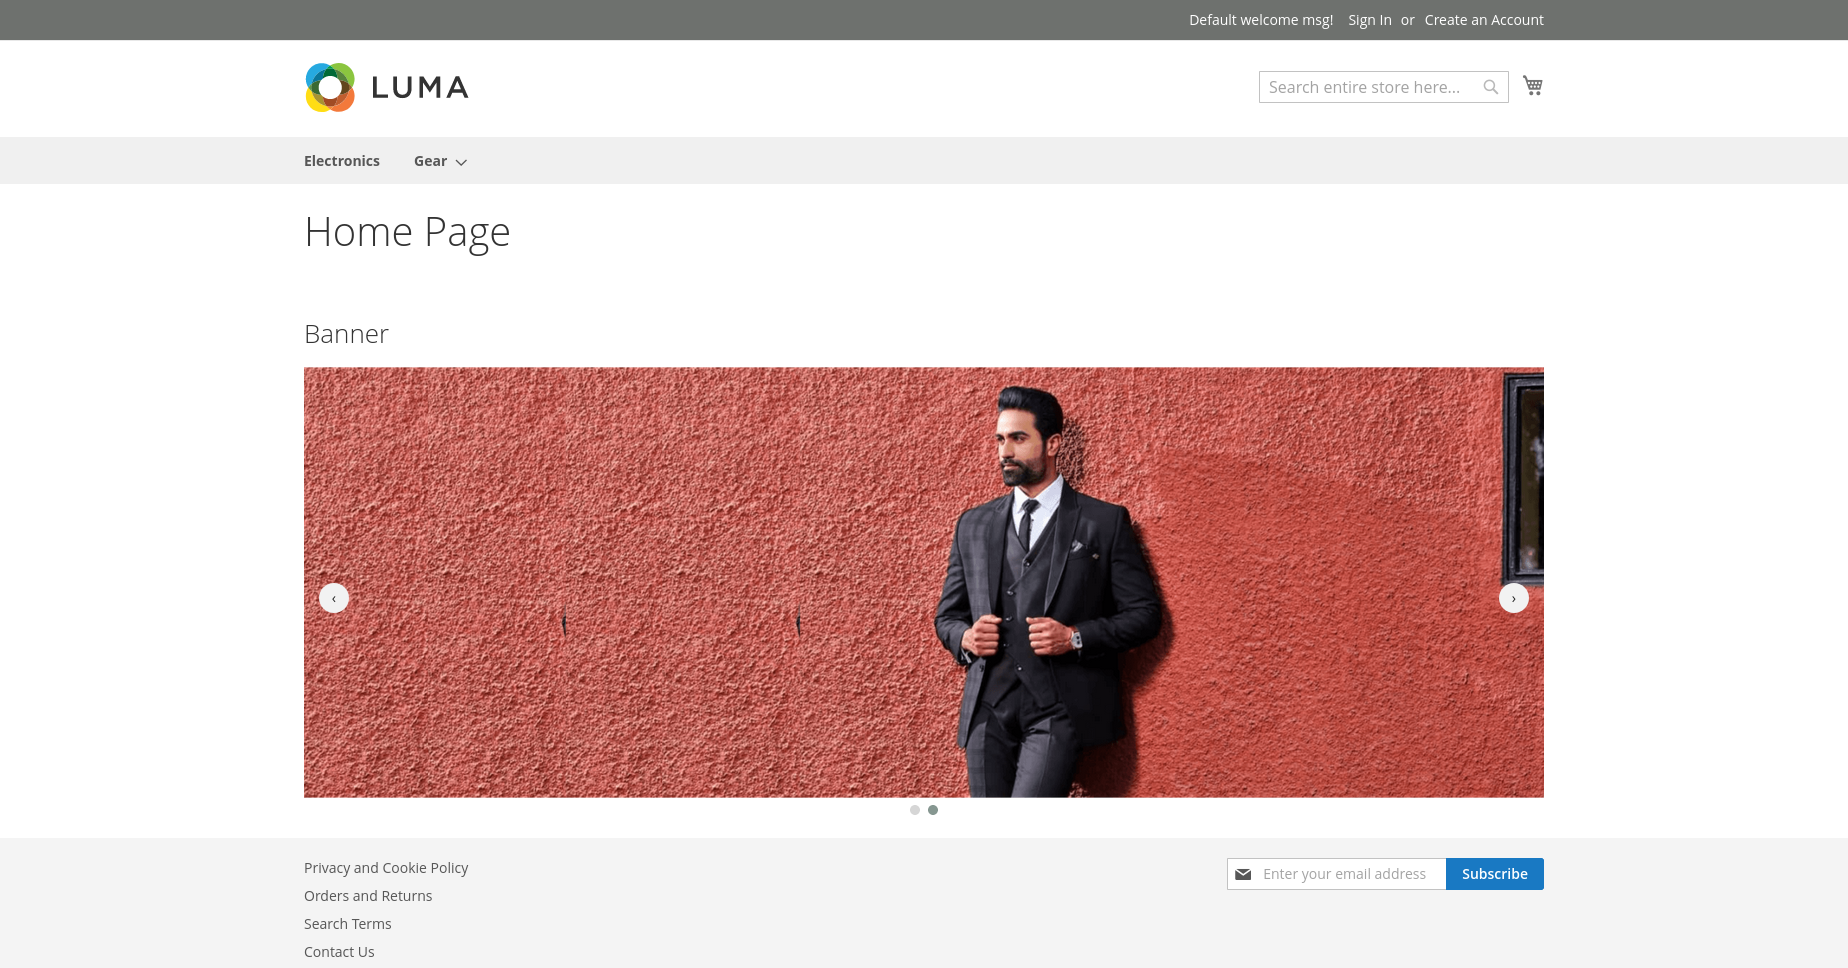 Default welcome msg! Sign In or Create an Account
LUMA
Search entire store here...
Electronics Gear
Home Page
Banner
‹ ›
Privacy and Cookie Policy
Enter your email address Subscribe
Orders and Returns
Search Terms
Contact Us